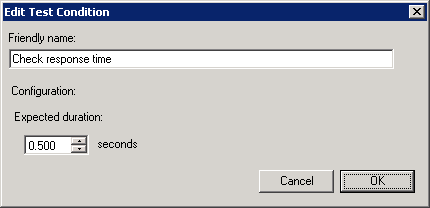 Edit Test Condition
Friendly name:
Check response time
Configuration:
Expected duration:
0.500 seconds
Cancel OK